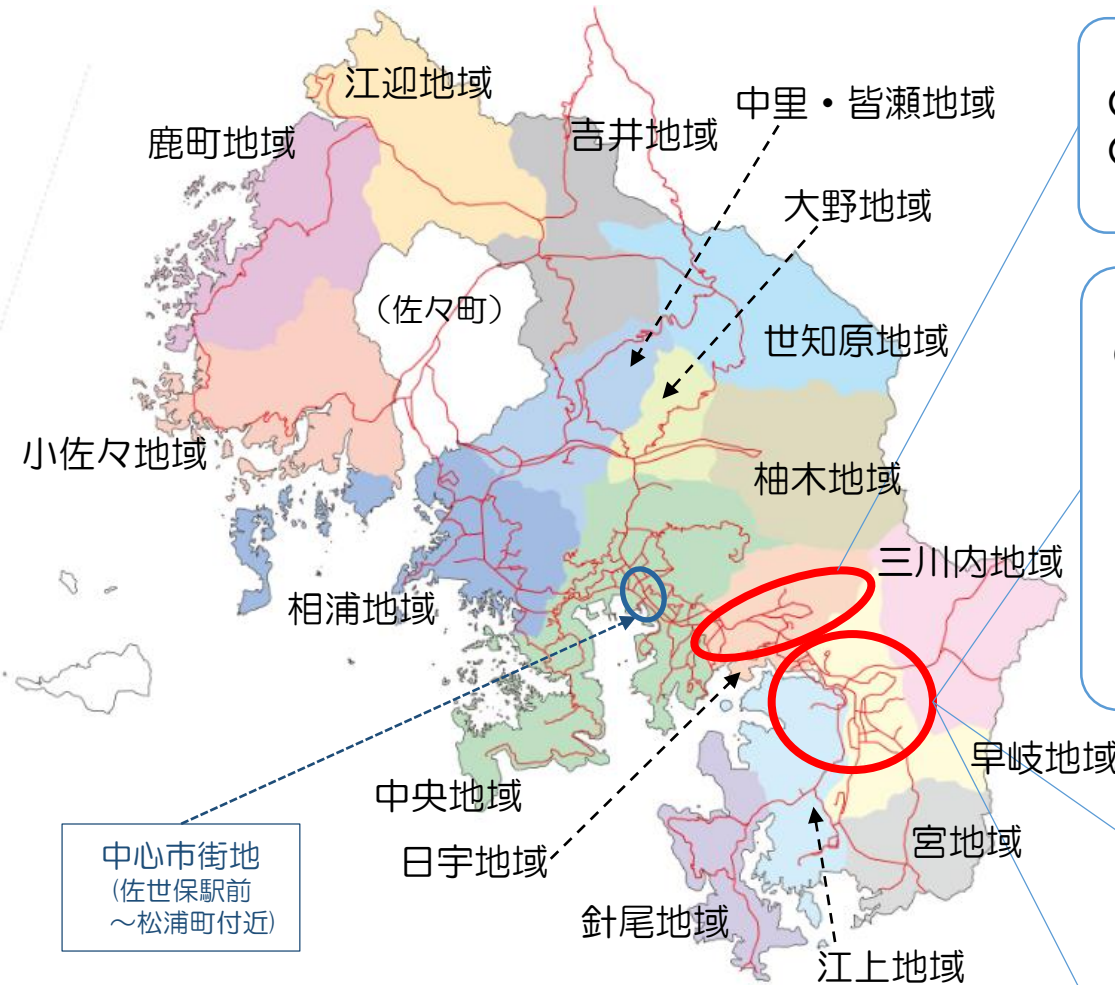 江迎地域
鹿町地域
吉井地域
中里・皆瀬地域
大野地域
（佐々町）
世知原地域
小佐々地域
柚木地域
三川内地域
相浦地域
早岐地域
中央地域
日宇地域
宮地域
中心市街地
(佐世保駅前
～松浦町付近)
針尾地域
江上地域